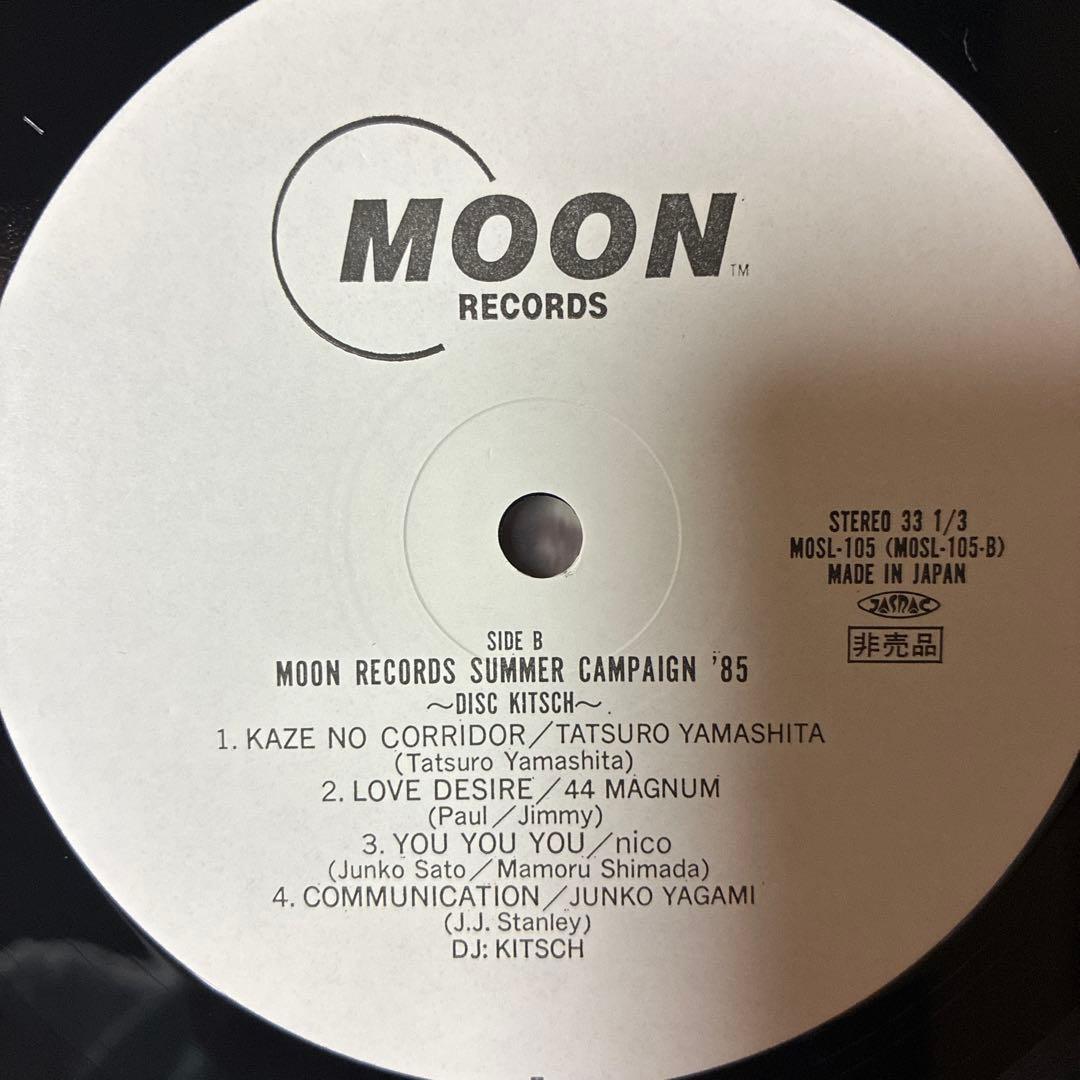 MOON
TM
RECORDS
STEREO 33 1/3
MOSL-105 (MOSL-105-B)
MADE IN JAPAN
JASRAC
非売品
SIDE B
MOON RECORDS SUMMER CAMPAIGN '85
～DISC KITSCH～.
1. KAZE NO CORRIDOR／TATSURO YAMASHITA
(Tatsuro Yamashita)
2. LOVE DESIRE／44 MAGNUM
(Paul／Jimmy)
3. YOU YOU YOU／nico
(Junko Sato／Mamoru Shimada)
4. COMMUNICATION／JUNKO YAGAMI
(J.J. Stanley)
DJ: KITSCH